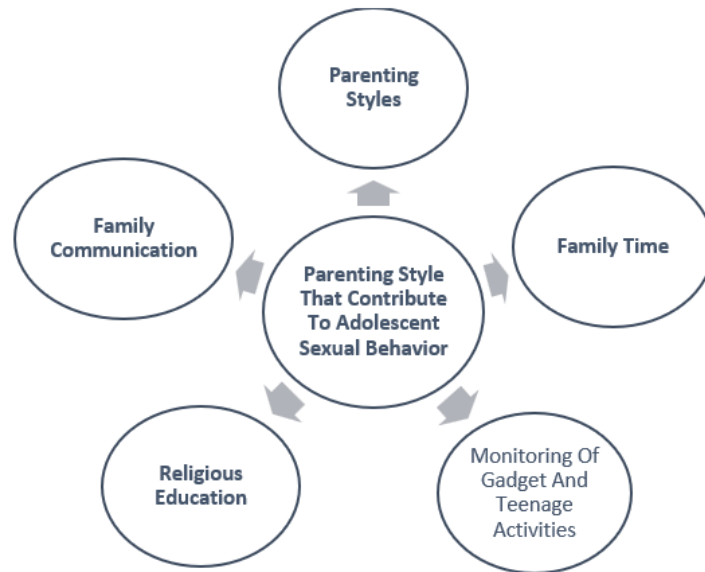 Parenting
Styles
Family
Communication
Family Time
Parenting Style
That Contribute
To Adolescent
Sexual Behavior
Religious
Education
Monitoring Of
Gadget And
Teenage
Activities